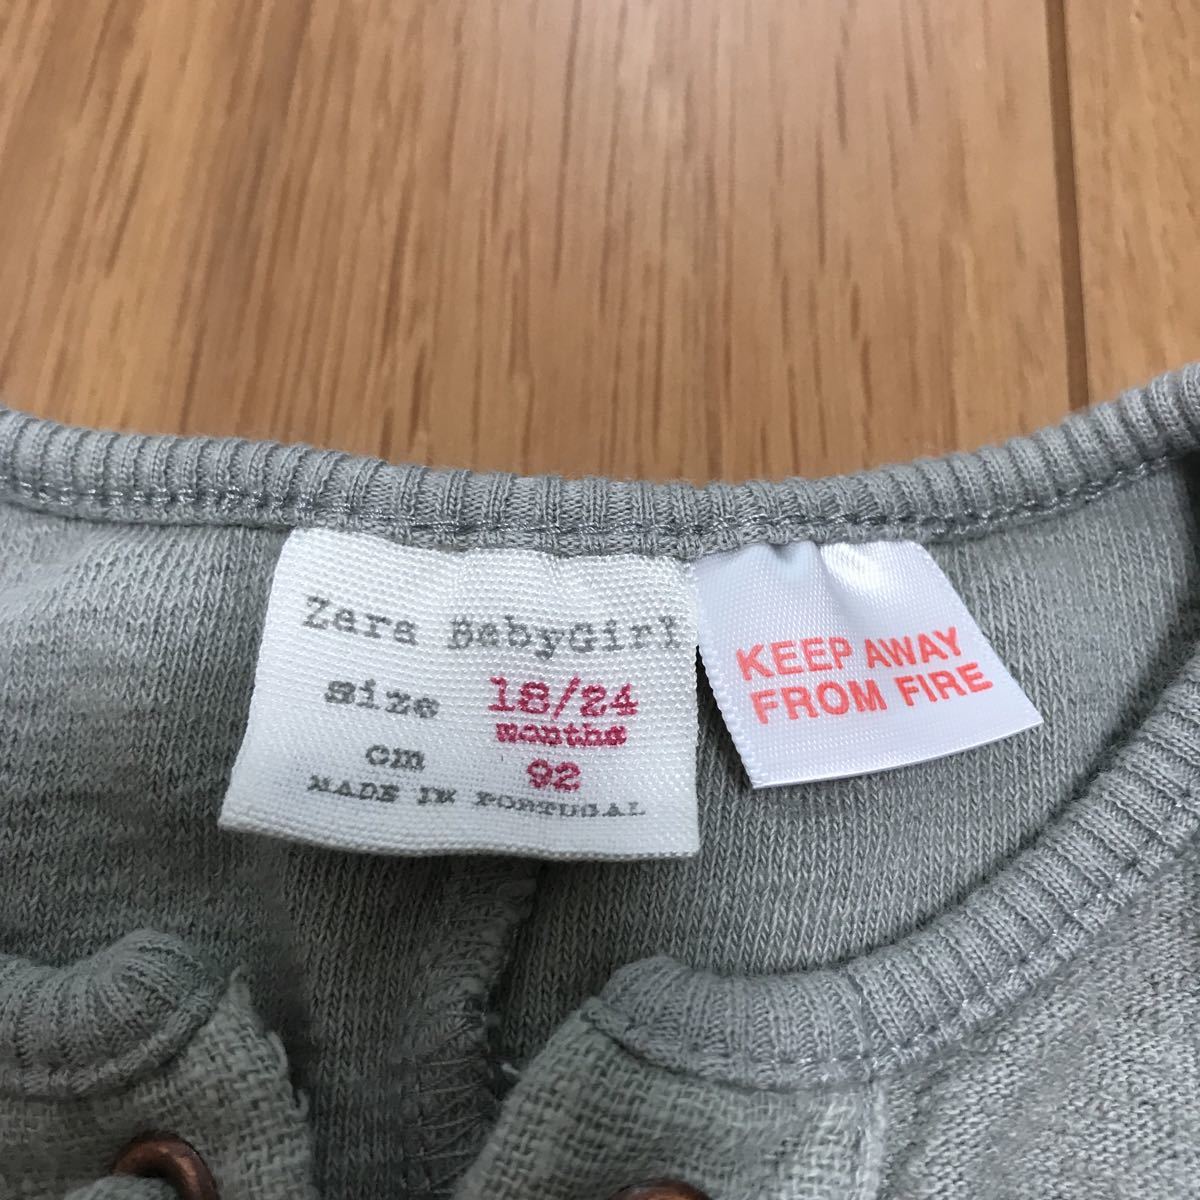 Zara BabyGirl
size 18/24
months
cm 92
MADE IN PORTUGAL
KEEP AWAY
FROM FIRE